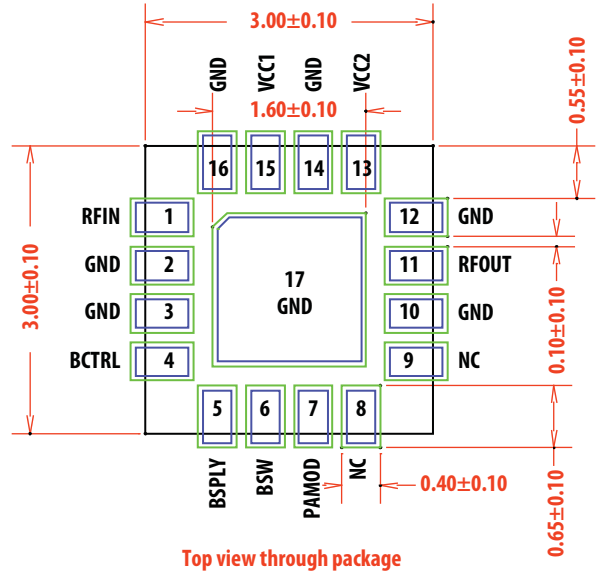 3.00±0.10
GND
VCC1
GND
VCC2
1.60±0.10
0.55±0.10
16
15
14
13
RFIN
1
12
GND
GND
2
11
RFOUT
17
GND
GND
3
10
GND
BCTRL
4
9
NC
3.00±0.10
0.10±0.10
5
6
7
8
BSPLY
BSW
PAMOD
NC
0.40±0.10
0.65±0.10
Top view through package